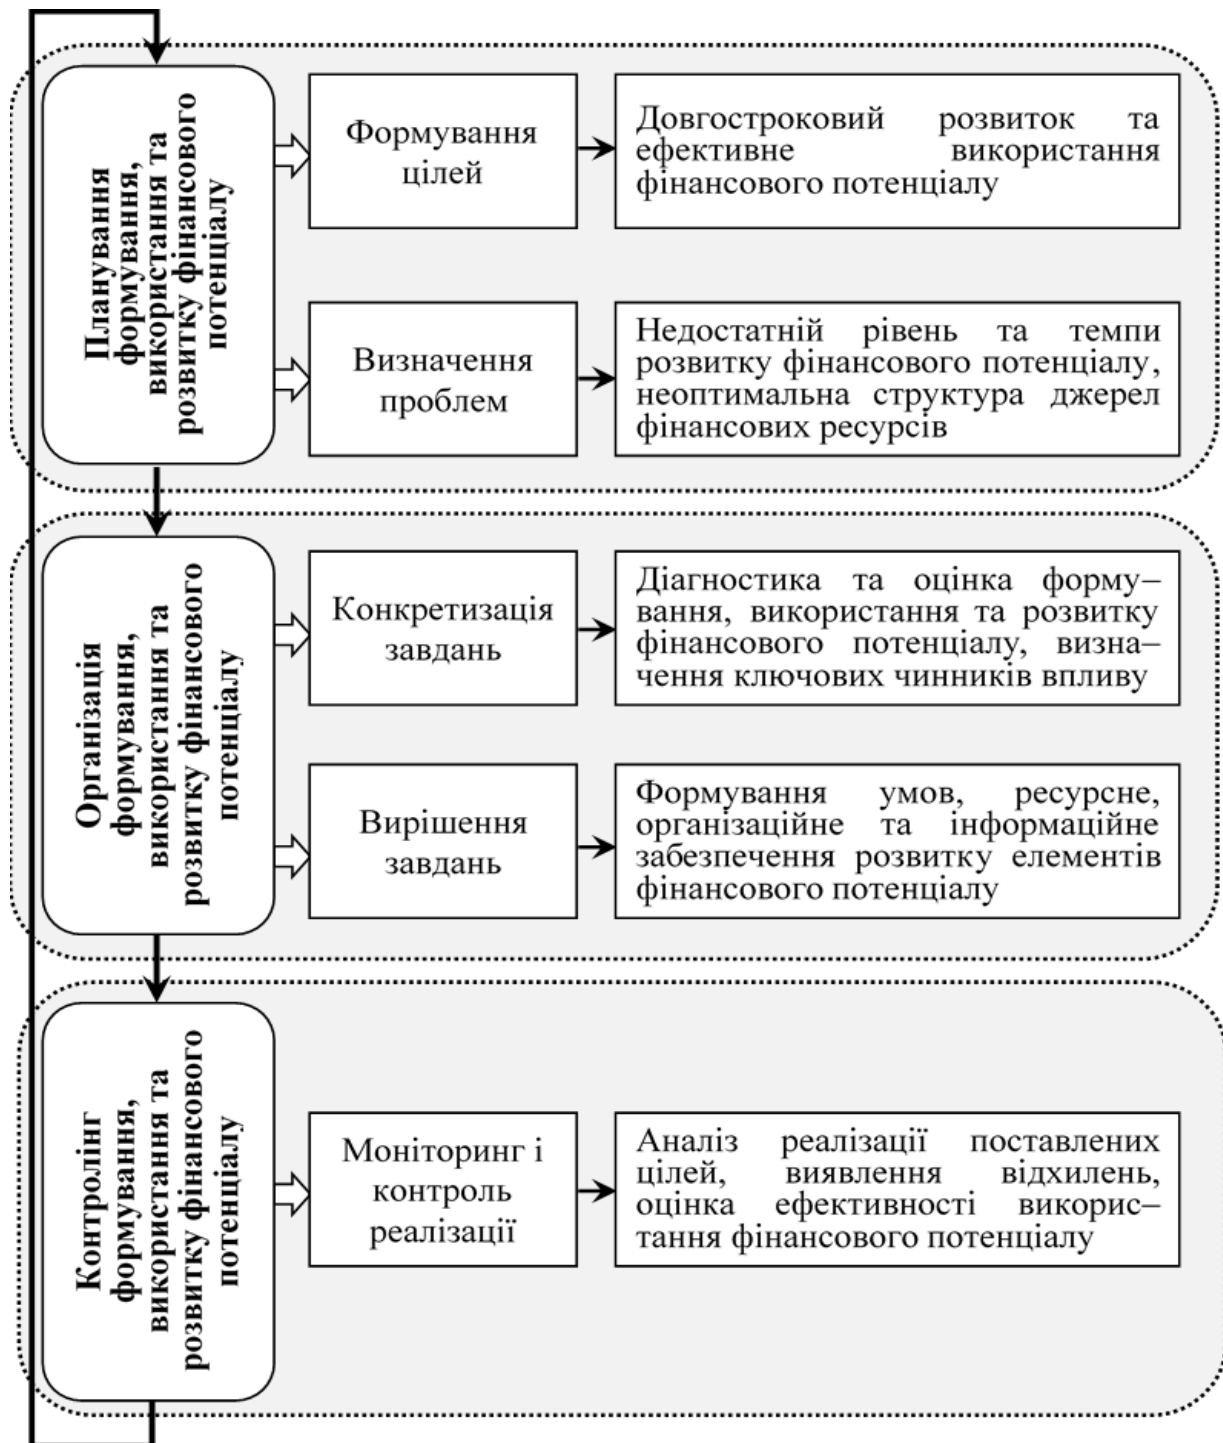 Планування
формування,
використання та
розвитку фінансового
потенціалу
Формування
цілей
Довгостроковий розвиток та
ефективне використання
фінансового потенціалу
Визначення
проблем
Недостатній рівень та темпи
розвитку фінансового потенціалу,
неоптимальна структура джерел
фінансових ресурсів
Організація
формування,
використання та
розвитку фінансового
потенціалу
Конкретизація
завдань
Діагностика та оцінка форму–
вання, використання та розвитку
фінансового потенціалу, визна–
чення ключових чинників впливу
Вирішення
завдань
Формування умов, ресурсне,
організаційне та інформаційне
забезпечення розвитку елементів
фінансового потенціалу
Контролінг
формування,
використання та
розвитку фінансового
потенціалу
Моніторинг і
контроль
реалізації
Аналіз реалізації поставлених
цілей, виявлення відхилень,
оцінка ефективності викорис–
тання фінансового потенціалу